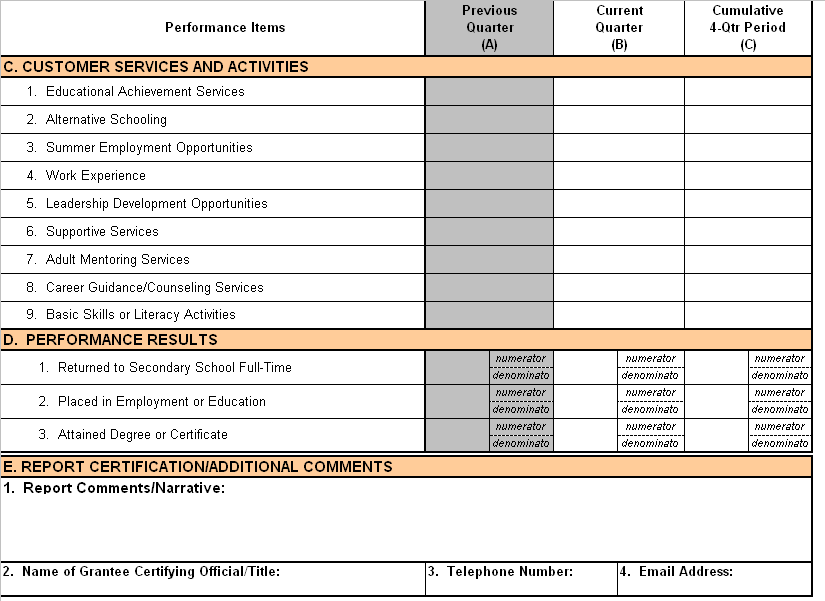 Performance Items
Previous
Quarter
(A)
Current
Quarter
(B)
Cumulative
4-Qtr Period
(C)
C. CUSTOMER SERVICES AND ACTIVITIES
1. Educational Achievement Services
2. Alternative Schooling
3. Summer Employment Opportunities
4. Work Experience
5. Leadership Development Opportunities
6. Supportive Services
7. Adult Mentoring Services
8. Career Guidance/Counseling Services
9. Basic Skills or Literacy Activities
D. PERFORMANCE RESULTS
1. Returned to Secondary School Full-Time
numerator numerator numerator
denominato denominato denominato
2. Placed in Employment or Education
numerator numerator numerator
denominato denominato denominato
3. Attained Degree or Certificate
numerator numerator numerator
denominato denominato denominato
E. REPORT CERTIFICATION/ADDITIONAL COMMENTS
1. Report Comments/Narrative:
2. Name of Grantee Certifying Official/Title: 3. Telephone Number: 4. Email Address: